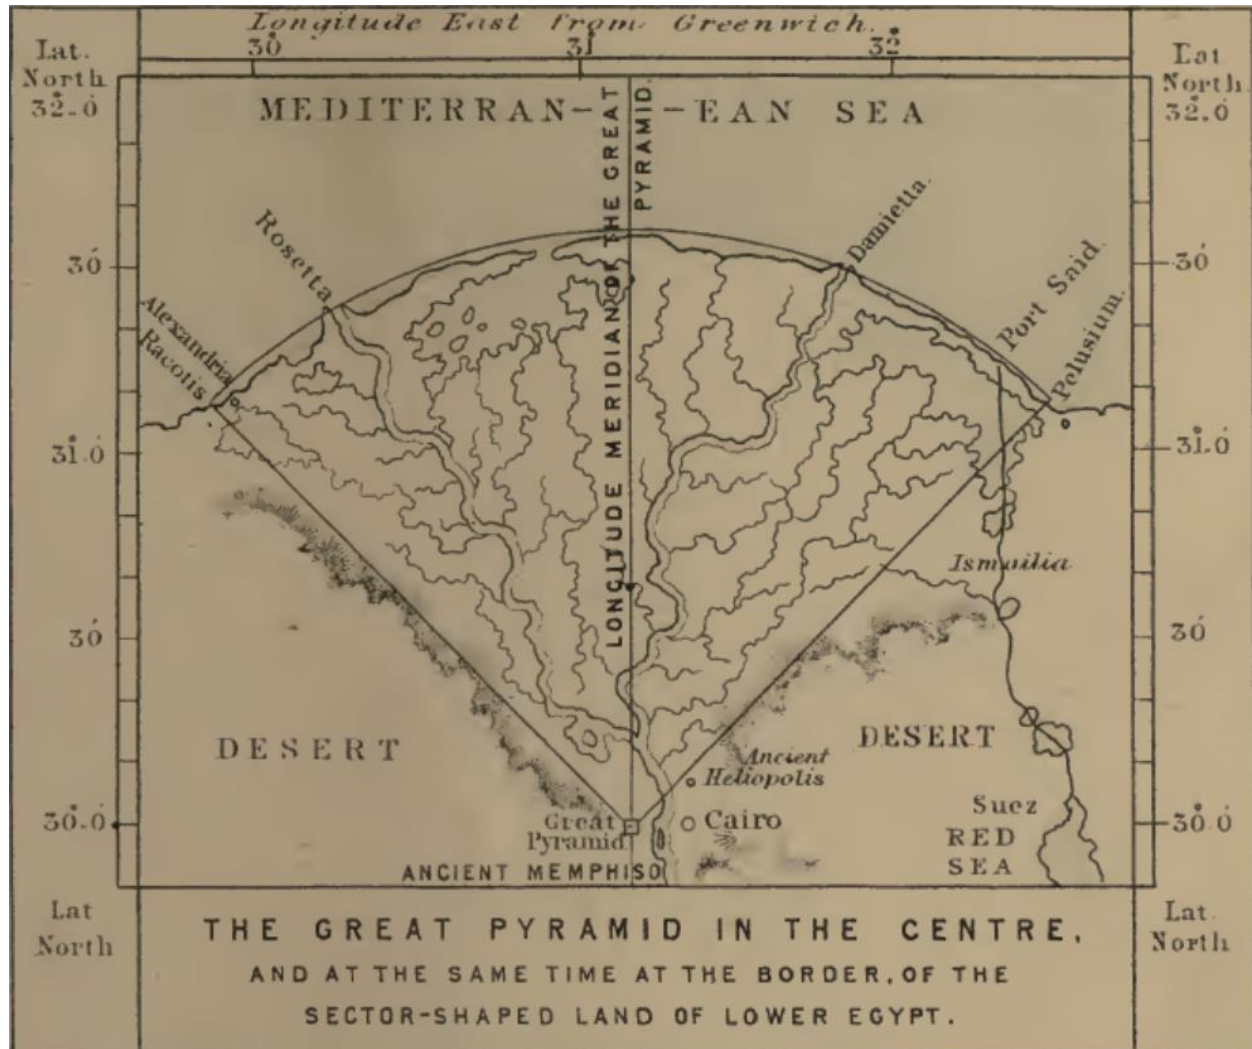 Longitude East from Greenwich.
30° 31° 32°
Lat.
North
32°.0′
Lat
North.
32°.0′
MEDITERRAN- -EAN SEA
LONGITUDE MERIDIAN OF THE GREAT
PYRAMID.
Rosetta
Damietta.
Alexandria
Racotis
Port Said.
Pelusium.
30′
30′
31°.0′
31°.0′
Ismailia
30′
30′
DESERT
DESERT
Ancient
Heliopolis
Great
Pyramid
Cairo
Suez
RED
SEA
30°.0′
30°.0′
ANCIENT MEMPHIS
Lat
North
Lat.
North
THE GREAT PYRAMID IN THE CENTRE,
AND AT THE SAME TIME AT THE BORDER, OF THE
SECTOR-SHAPED LAND OF LOWER EGYPT.